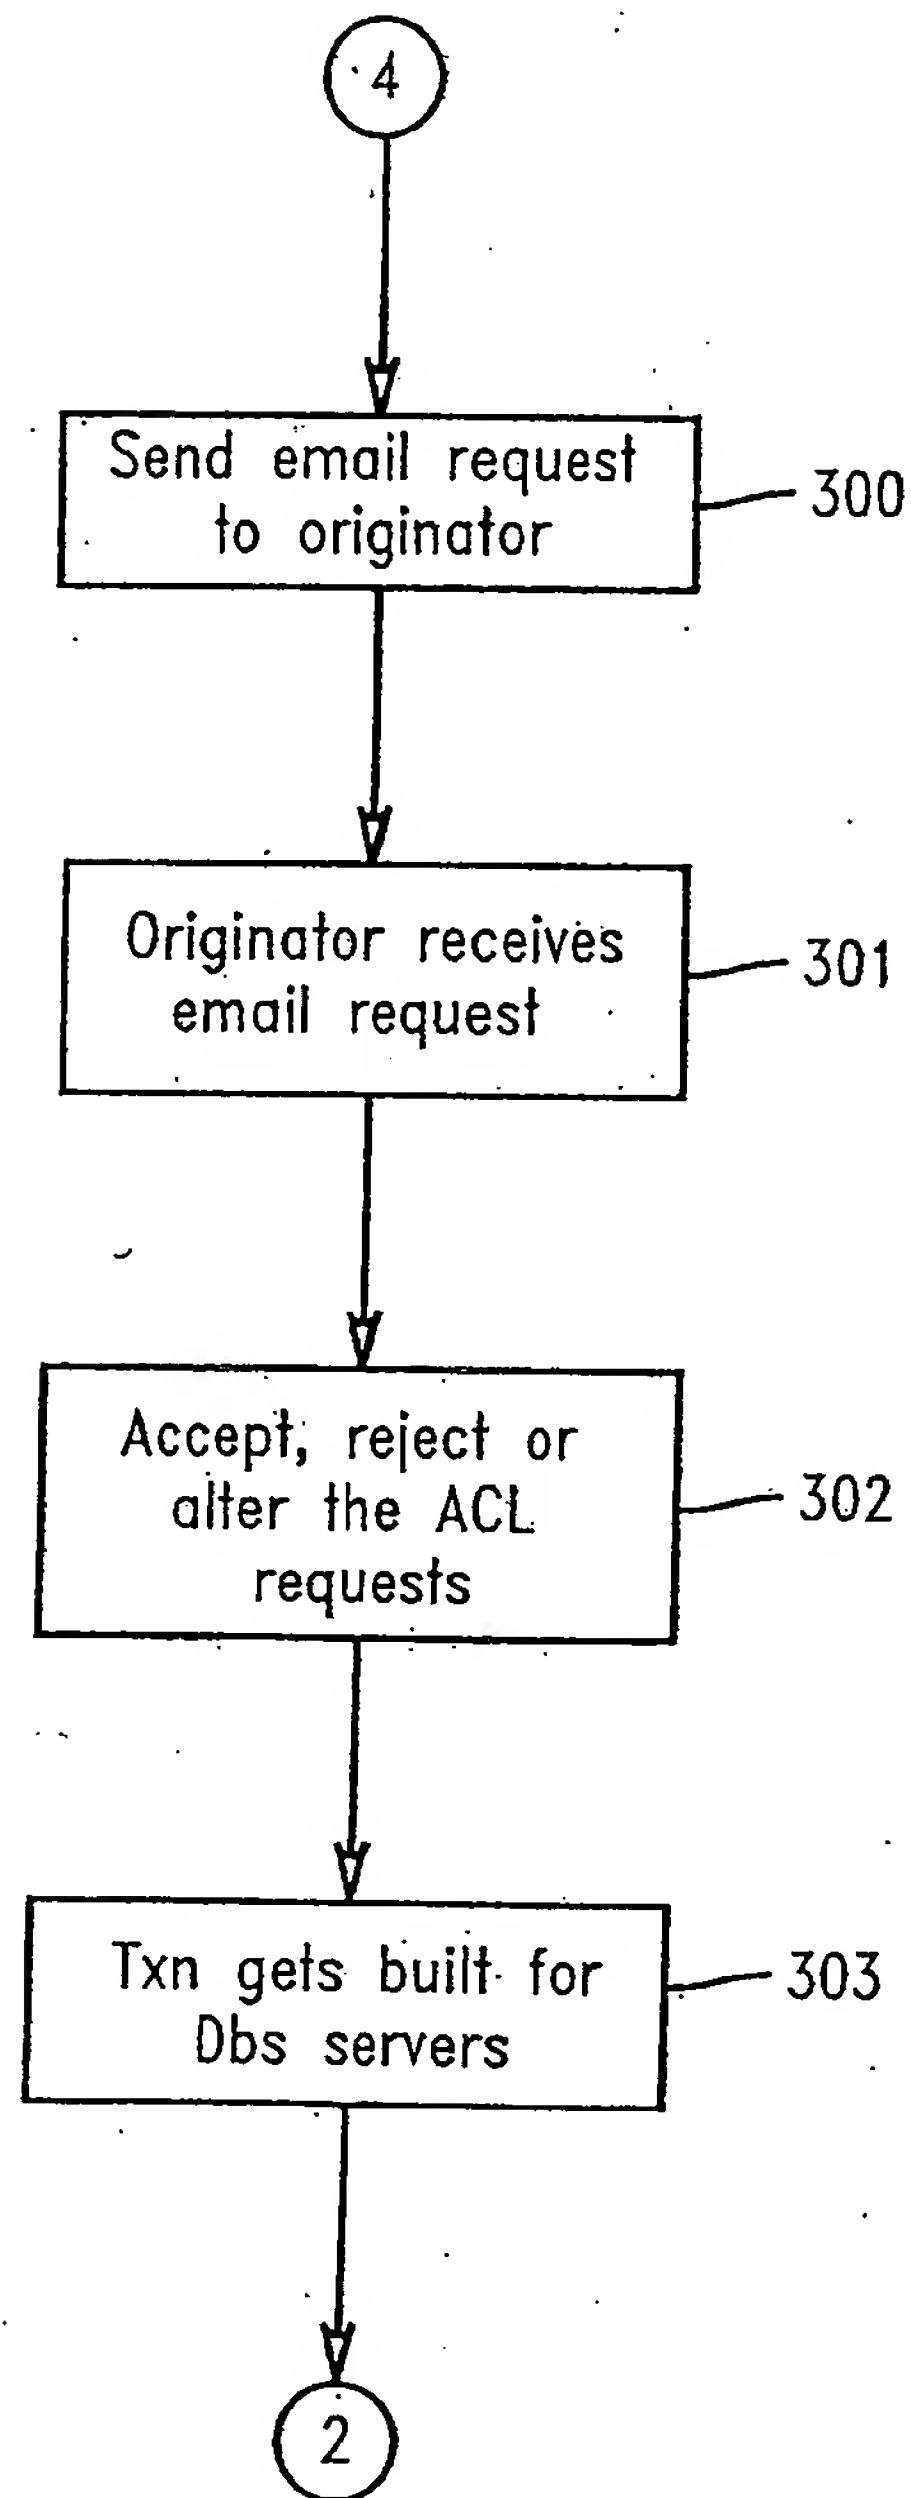 4
Send email request
to originator
300
Originator receives
email request
301
Accept, reject or
alter the ACL
requests
302
Txn gets built for
Dbs servers
303
2